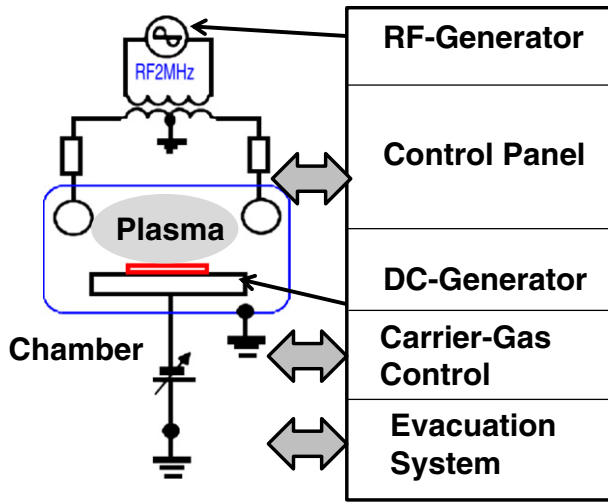 RF2MHz
RF-Generator
Control Panel
Plasma
DC-Generator
Chamber
Carrier-Gas
Control
Evacuation
System